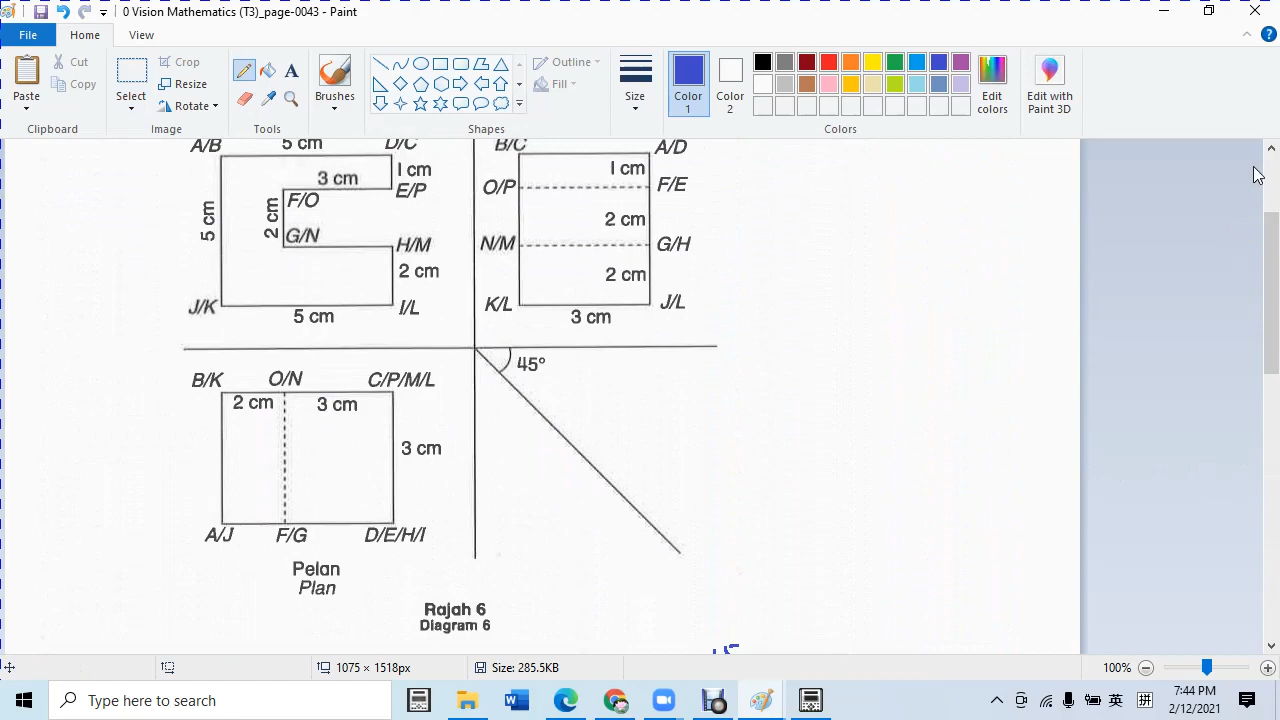 0 Vision Mathematics (T3)_page-0043 - Paint
File Home View
Paste Cut Copy Select Crop Resize Rotate Brushes Outline Fill Size Color 1 Color 2 Edit colors Edit with Paint 3D
Clipboard Image Tools Shapes Colors
A/B 5 cm D/C B/C A/D
1 cm 1 cm
3 cm E/P O/P F/E
F/O
5 cm 2 cm 2 cm
G/N H/M N/M G/H
2 cm 2 cm
J/K I/L K/L J/L
5 cm 3 cm
45°
B/K O/N C/P/M/L
2 cm 3 cm
3 cm
A/J F/G D/E/H/I
Pelan
Plan
Rajah 6
Diagram 6
1075 × 1518px Size: 285.5KB 100%
Type here to search 英 拼 7:44 PM
2/12/2021